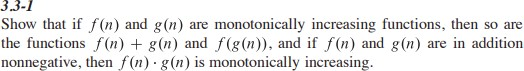 3.3-1
Show that if f(n) and g(n) are monotonically increasing functions, then so are
the functions f(n) + g(n) and f(g(n)), and if f(n) and g(n) are in addition
nonnegative, then f(n) · g(n) is monotonically increasing.